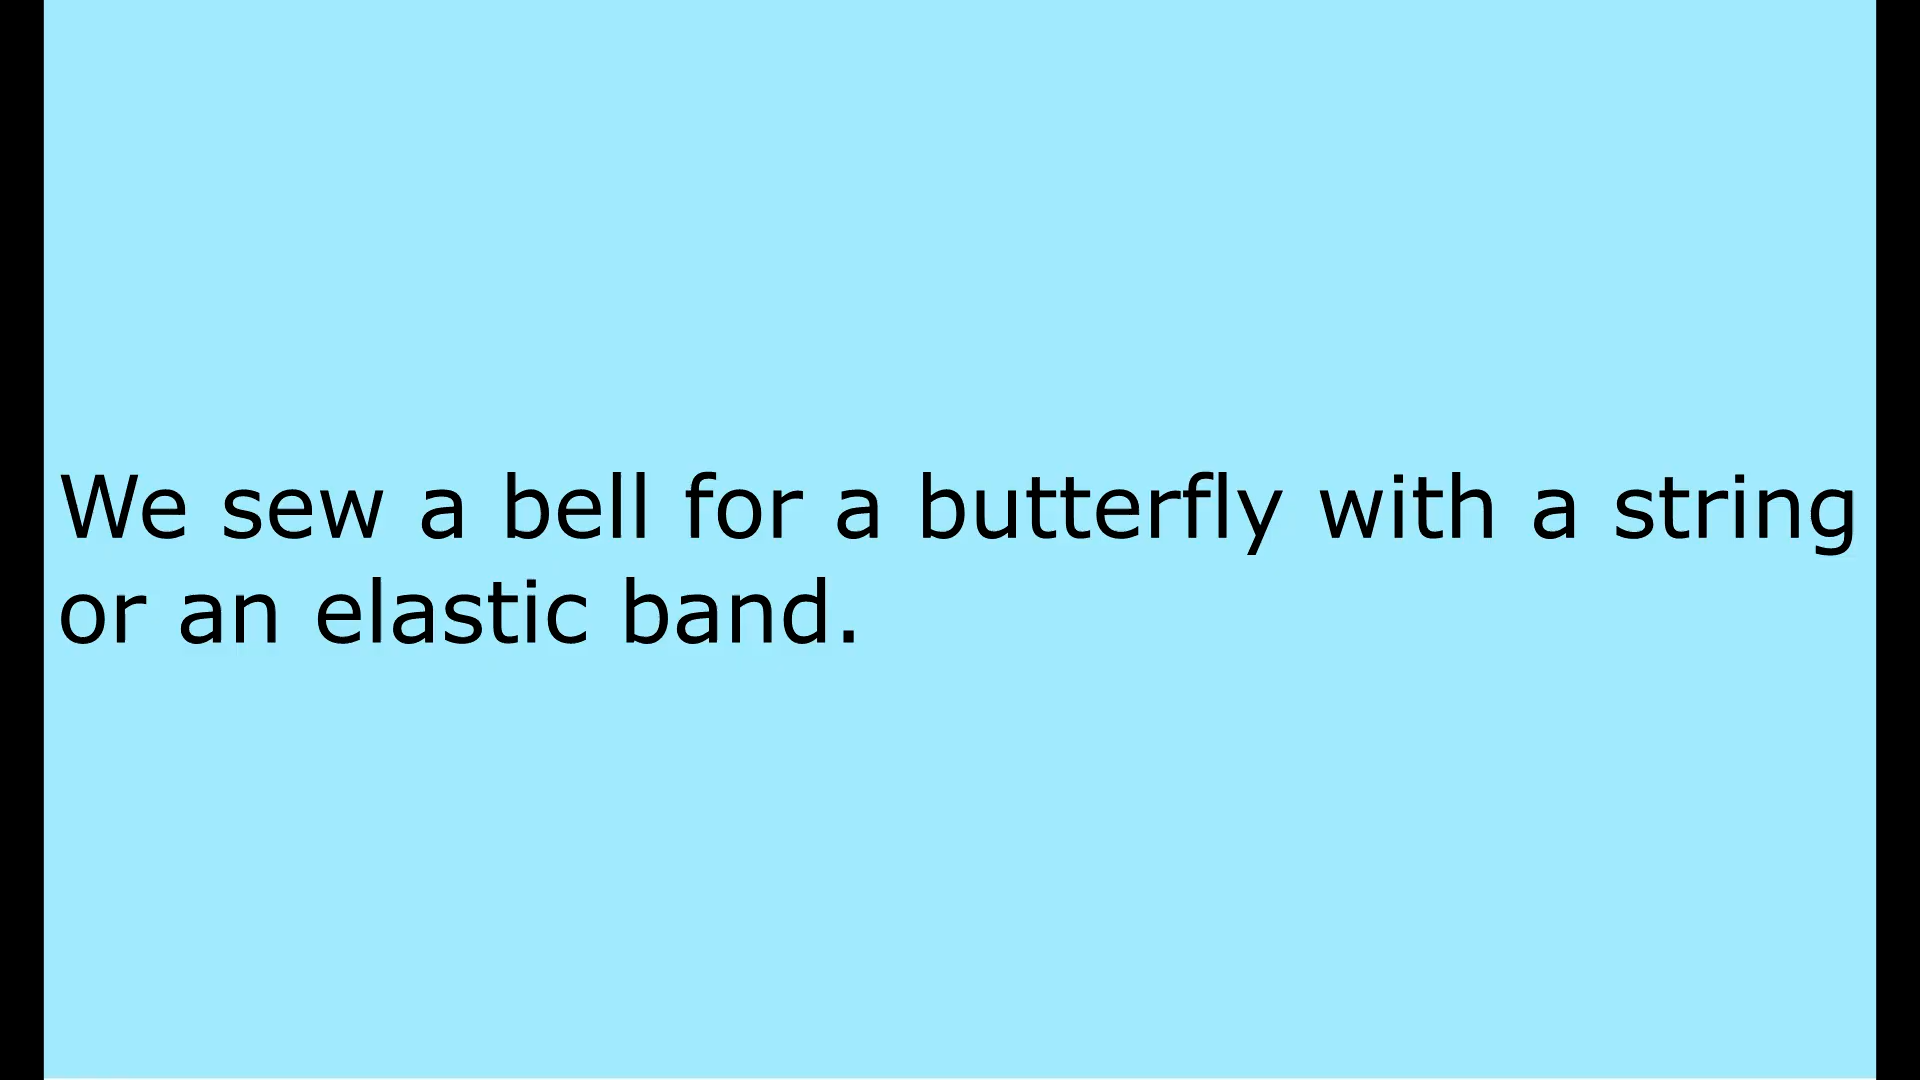 We sew a bell for a butterfly with a string
or an elastic band.